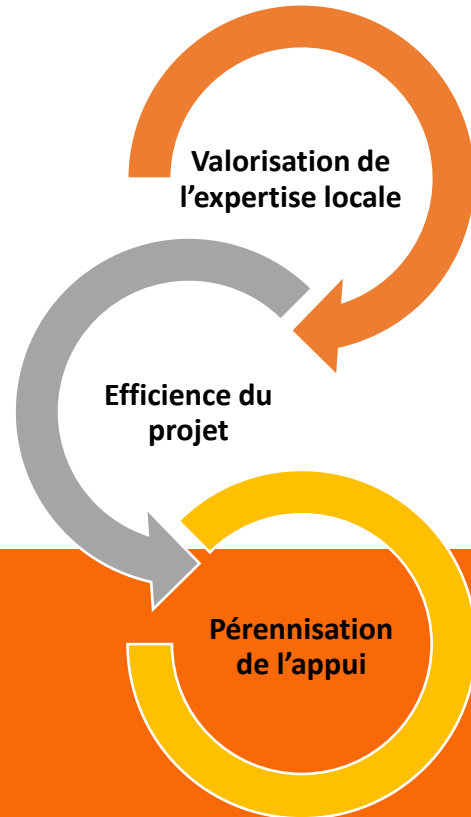 Valorisation de
l’expertise locale
Efficience du
projet
Pérennisation
de l’appui